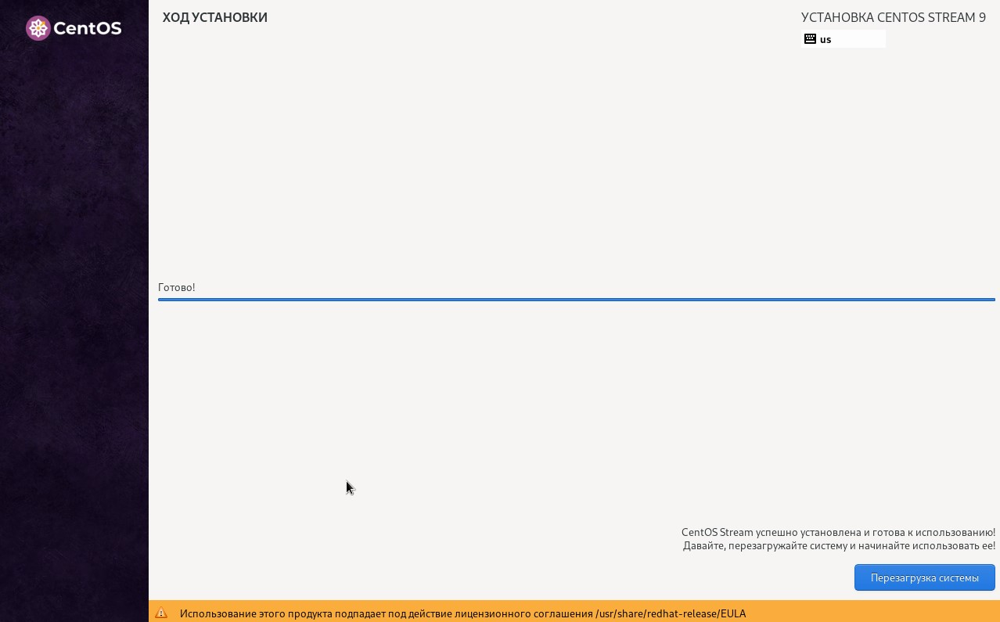 CentOS
ХОД УСТАНОВКИ
УСТАНОВКА CENTOS STREAM 9
us
Готово!
CentOS Stream успешно установлена и готова к использованию!
Давайте, перезагружайте систему и начинайте использовать ее!
Перезагрузка системы
Использование этого продукта подпадает под действие лицензионного соглашения /usr/share/redhat-release/EULA